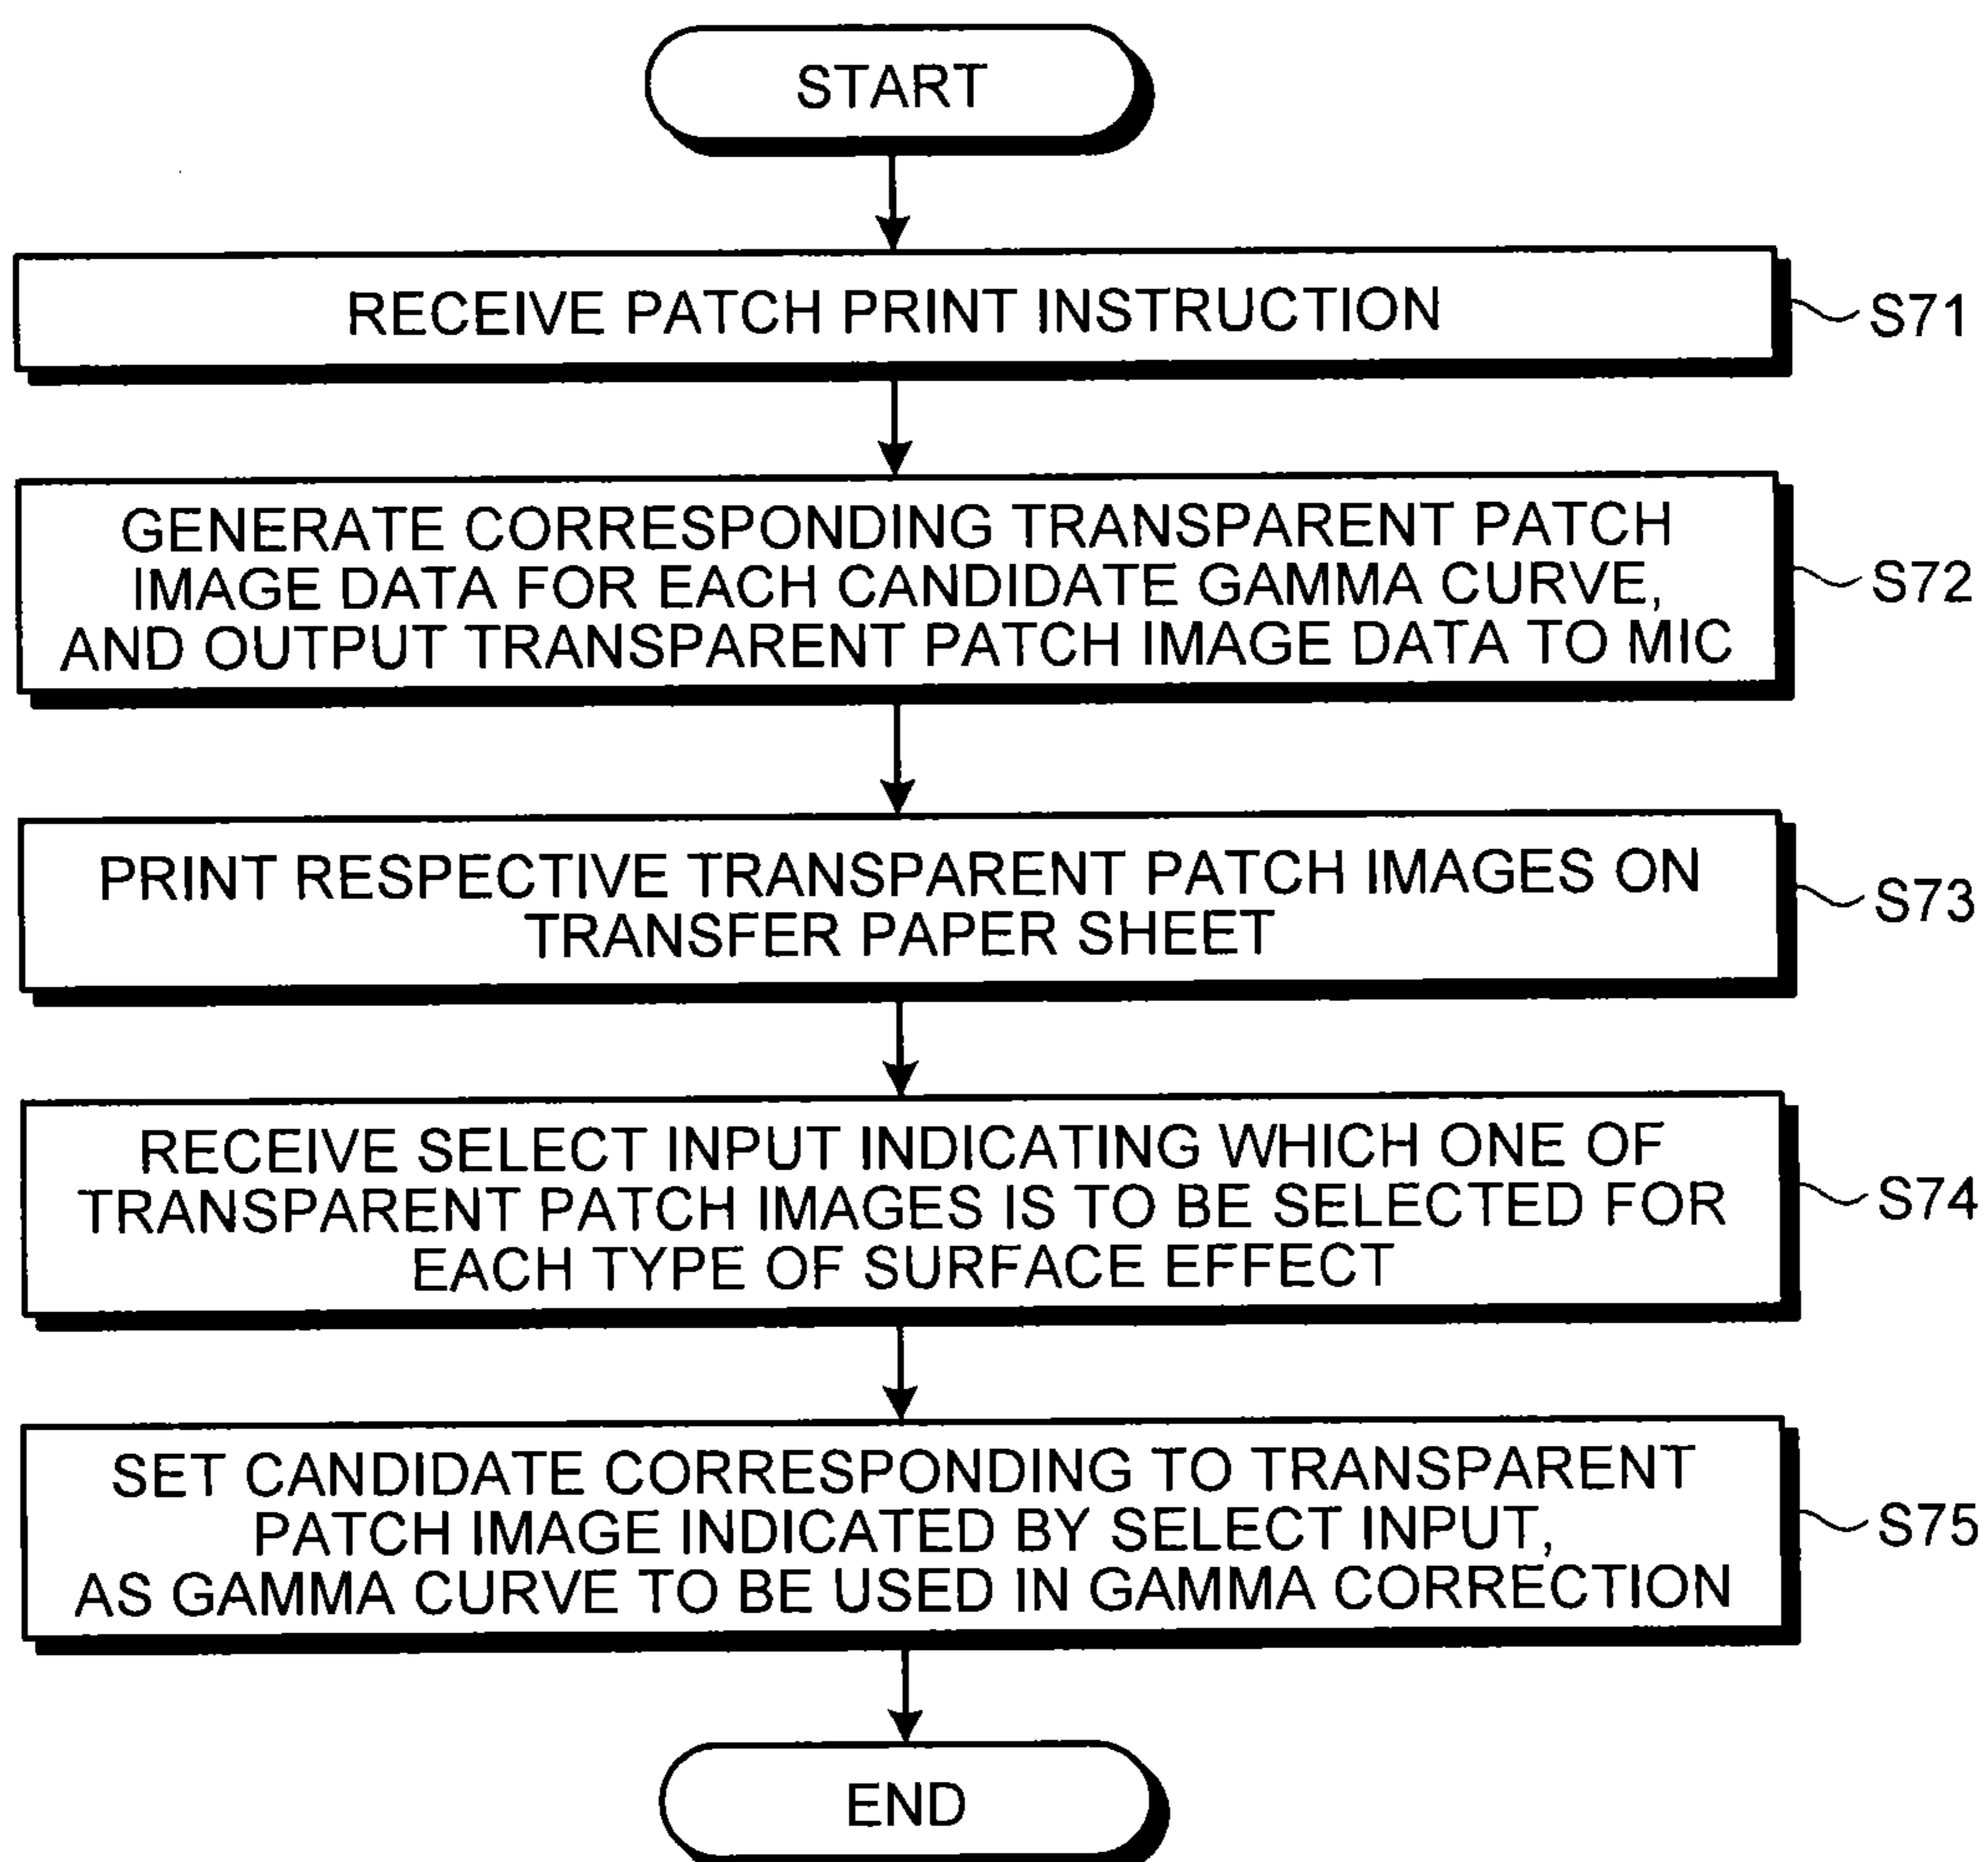 START
RECEIVE PATCH PRINT INSTRUCTION
S71
GENERATE CORRESPONDING TRANSPARENT PATCH
IMAGE DATA FOR EACH CANDIDATE GAMMA CURVE,
AND OUTPUT TRANSPARENT PATCH IMAGE DATA TO MIC
S72
PRINT RESPECTIVE TRANSPARENT PATCH IMAGES ON
TRANSFER PAPER SHEET
S73
RECEIVE SELECT INPUT INDICATING WHICH ONE OF
TRANSPARENT PATCH IMAGES IS TO BE SELECTED FOR
EACH TYPE OF SURFACE EFFECT
S74
SET CANDIDATE CORRESPONDING TO TRANSPARENT
PATCH IMAGE INDICATED BY SELECT INPUT,
AS GAMMA CURVE TO BE USED IN GAMMA CORRECTION
S75
END